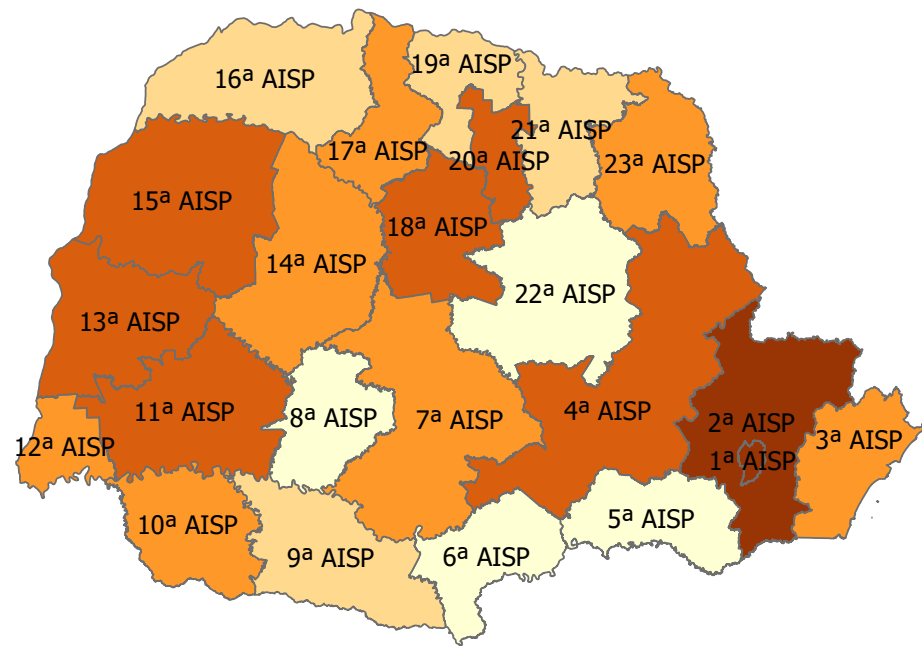 19ª AISP
16ª AISP
21ª AISP
17ª AISP
20ª AISP
23ª AISP
15ª AISP
18ª AISP
14ª AISP
22ª AISP
13ª AISP
11ª AISP
8ª AISP
7ª AISP
4ª AISP
2ª AISP
3ª AISP
12ª AISP
1ª AISP
10ª AISP
5ª AISP
9ª AISP
6ª AISP